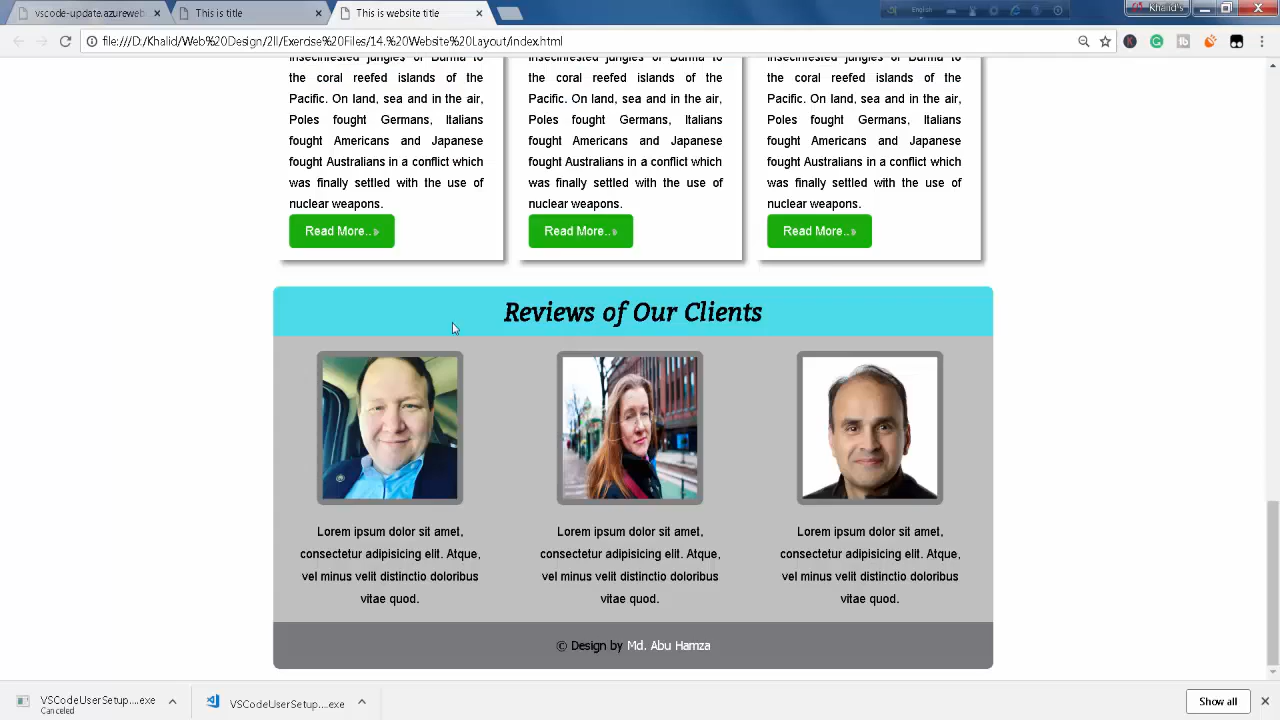 vscodeupdate.azureweb
This is title
This is website title
English
Khalid's
file:///D:/Khalid/Web%20Design/2II/Exercise%20Files/14.%20Website%20Layout/index.html
insecinfested jungles of Burma to
the coral reefed islands of the
Pacific. On land, sea and in the air,
Poles fought Germans, Italians
fought Americans and Japanese
fought Australians in a conflict which
was finally settled with the use of
nuclear weapons.
Read More..
insecinfested jungles of Burma to
the coral reefed islands of the
Pacific. On land, sea and in the air,
Poles fought Germans, Italians
fought Americans and Japanese
fought Australians in a conflict which
was finally settled with the use of
nuclear weapons.
Read More..
insecinfested jungles of Burma to
the coral reefed islands of the
Pacific. On land, sea and in the air,
Poles fought Germans, Italians
fought Americans and Japanese
fought Australians in a conflict which
was finally settled with the use of
nuclear weapons.
Read More..
Reviews of Our Clients
Lorem ipsum dolor sit amet,
consectetur adipisicing elit. Atque,
vel minus velit distinctio doloribus
vitae quod.
Lorem ipsum dolor sit amet,
consectetur adipisicing elit. Atque,
vel minus velit distinctio doloribus
vitae quod.
Lorem ipsum dolor sit amet,
consectetur adipisicing elit. Atque,
vel minus velit distinctio doloribus
vitae quod.
© Design by Md. Abu Hamza
VSCodeUserSetup....exe
Canceled
VSCodeUserSetup....exe
Show all